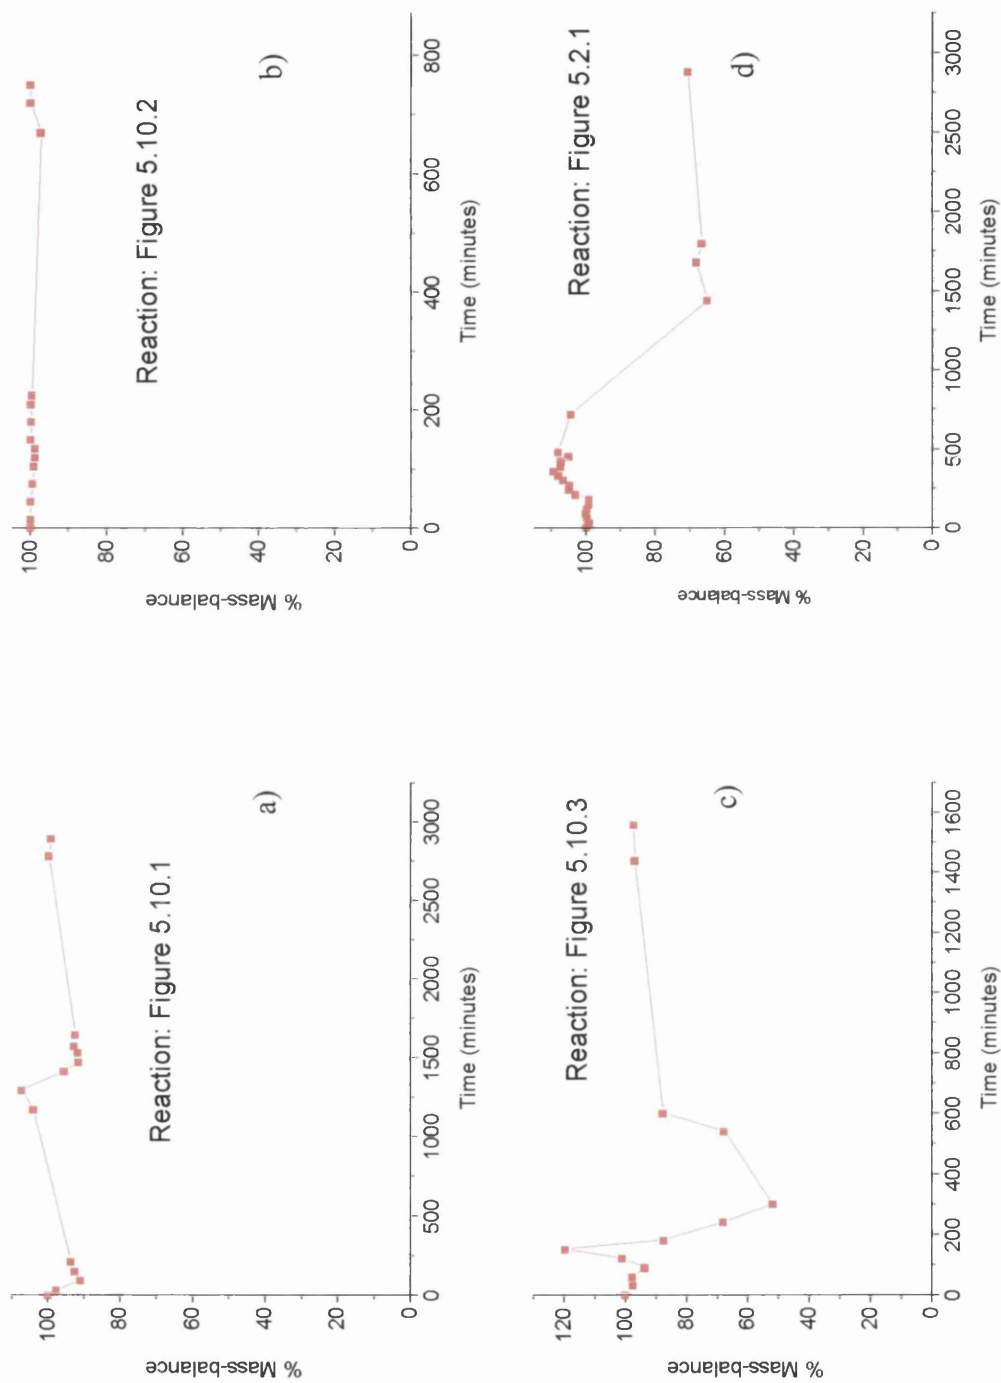 % Mass-balance
100
80
60
40
20
0
0 500 1000 1500 2000 2500 3000
Time (minutes)
Reaction: Figure 5.10.1
a)
% Mass-balance
100
80
60
40
20
0
0 200 400 600 800
Time (minutes)
Reaction: Figure 5.10.2
b)
% Mass-balance
120
100
80
60
40
20
0
0 200 400 600 800 1000 1200 1400 1600
Time (minutes)
Reaction: Figure 5.10.3
c)
% Mass-balance
100
80
60
40
20
0
0 500 1000 1500 2000 2500 3000
Time (minutes)
Reaction: Figure 5.2.1
d)